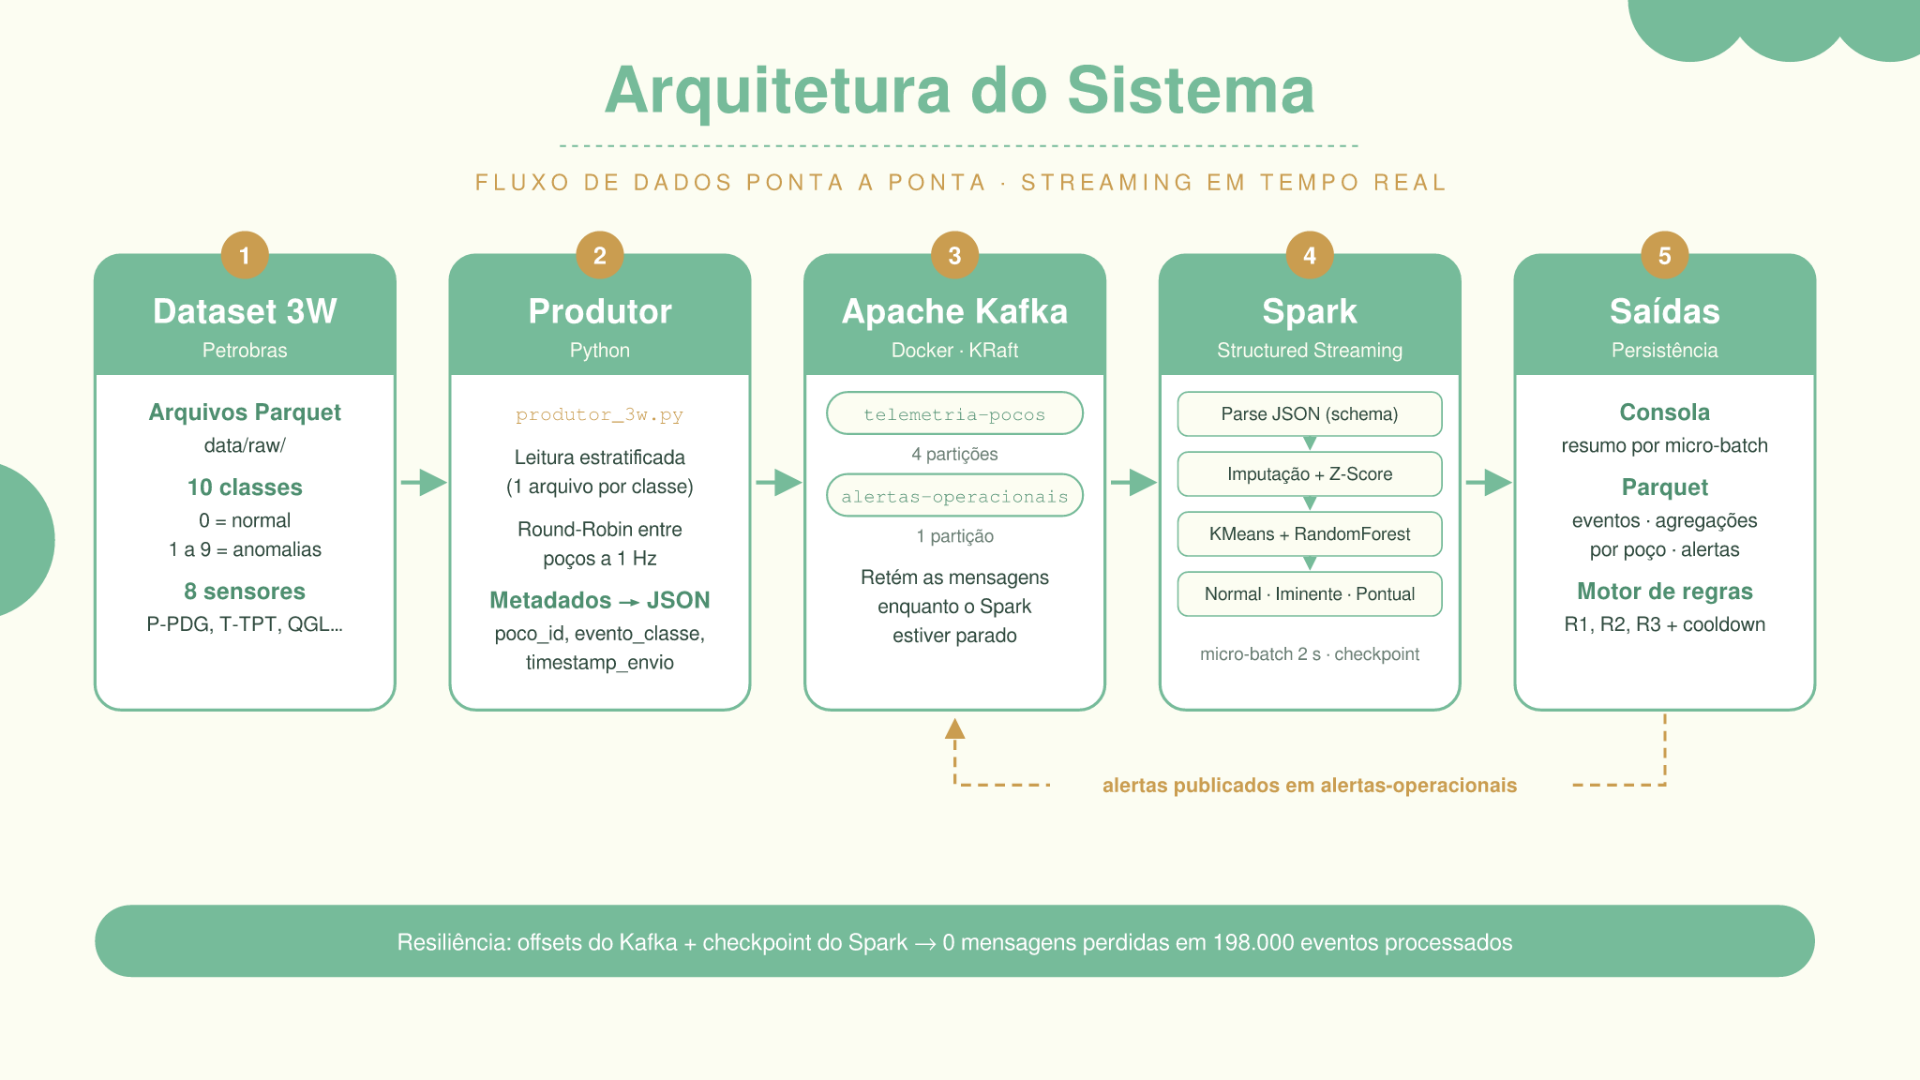 Arquitetura do Sistema
FLUXO DE DADOS PONTA A PONTA · STREAMING EM TEMPO REAL
1
Dataset 3W
Petrobras
Arquivos Parquet
data/raw/
10 classes
0 = normal
1 a 9 = anomalias
8 sensores
P-PDG, T-TPT, QGL...
2
Produtor
Python
produtor_3w.py
Leitura estratificada
(1 arquivo por classe)
Round-Robin entre
poços a 1 Hz
Metadados → JSON
poco_id, evento_classe,
timestamp_envio
3
Apache Kafka
Docker · KRaft
telemetria-pocos
4 partições
alertas-operacionais
1 partição
Retém as mensagens
enquanto o Spark
estiver parado
4
Spark
Structured Streaming
Parse JSON (schema)
Imputação + Z-Score
KMeans + RandomForest
Normal · Iminente · Pontual
micro-batch 2 s · checkpoint
5
Saídas
Persistência
Consola
resumo por micro-batch
Parquet
eventos · agregações
por poço · alertas
Motor de regras
R1, R2, R3 + cooldown
alertas publicados em alertas-operacionais
Resiliência: offsets do Kafka + checkpoint do Spark → 0 mensagens perdidas em 198.000 eventos processados